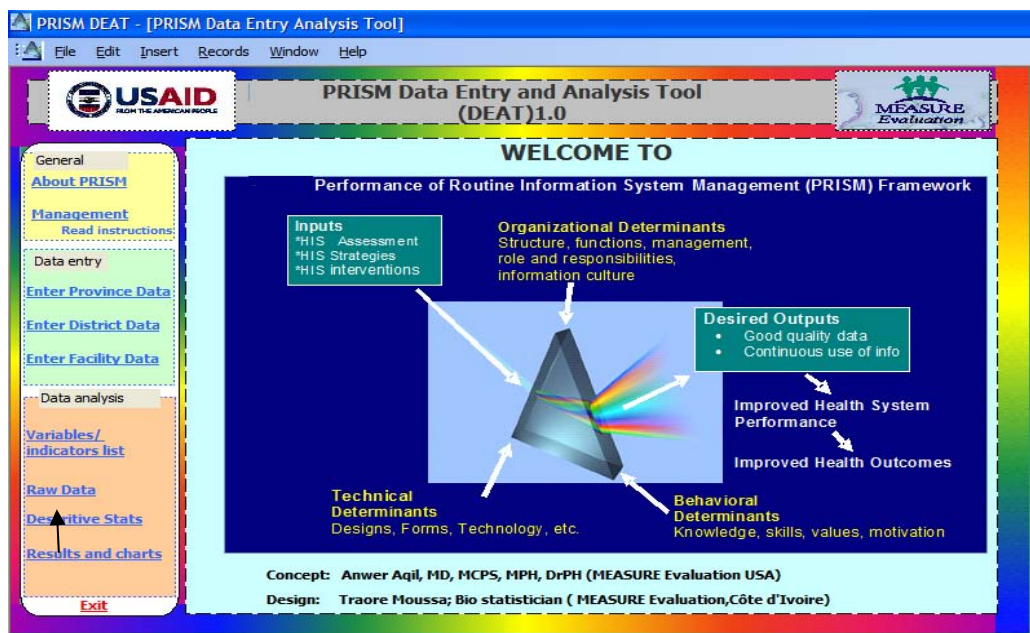 PRISM DEAT - [PRISM Data Entry Analysis Tool]
File Edit Insert Records Window Help
USAID
FROM THE AMERICAN PEOPLE
PRISM Data Entry and Analysis Tool
(DEAT)1.0
MEASURE
Evaluation
General
About PRISM
Management
Read instructions
Data entry
Enter Province Data
Enter District Data
Enter Facility Data
Data analysis
Variables/
indicators list
Raw Data
Results and charts
Exit
WELCOME TO
Performance of Routine Information System Management (PRISM) Framework
Inputs
*HIS Assessment
*HIS Strategies
*HIS interventions
Organizational Determinants
Structure, functions, management,
role and responsibilities,
information culture
Desired Outputs
• Good quality data
• Continuous use of info
Improved Health System
Performance
Improved Health Outcomes
Technical
Determinants
Designs, Forms, Technology, etc.
Behavioral
Determinants
Knowledge, skills, values, motivation
Concept: Anwer Aqil, MD, MCPS, MPH, DrPH (MEASURE Evaluation USA)
Design: Traore Moussa; Bio statistician ( MEASURE Evaluation,Côte d'Ivoire)